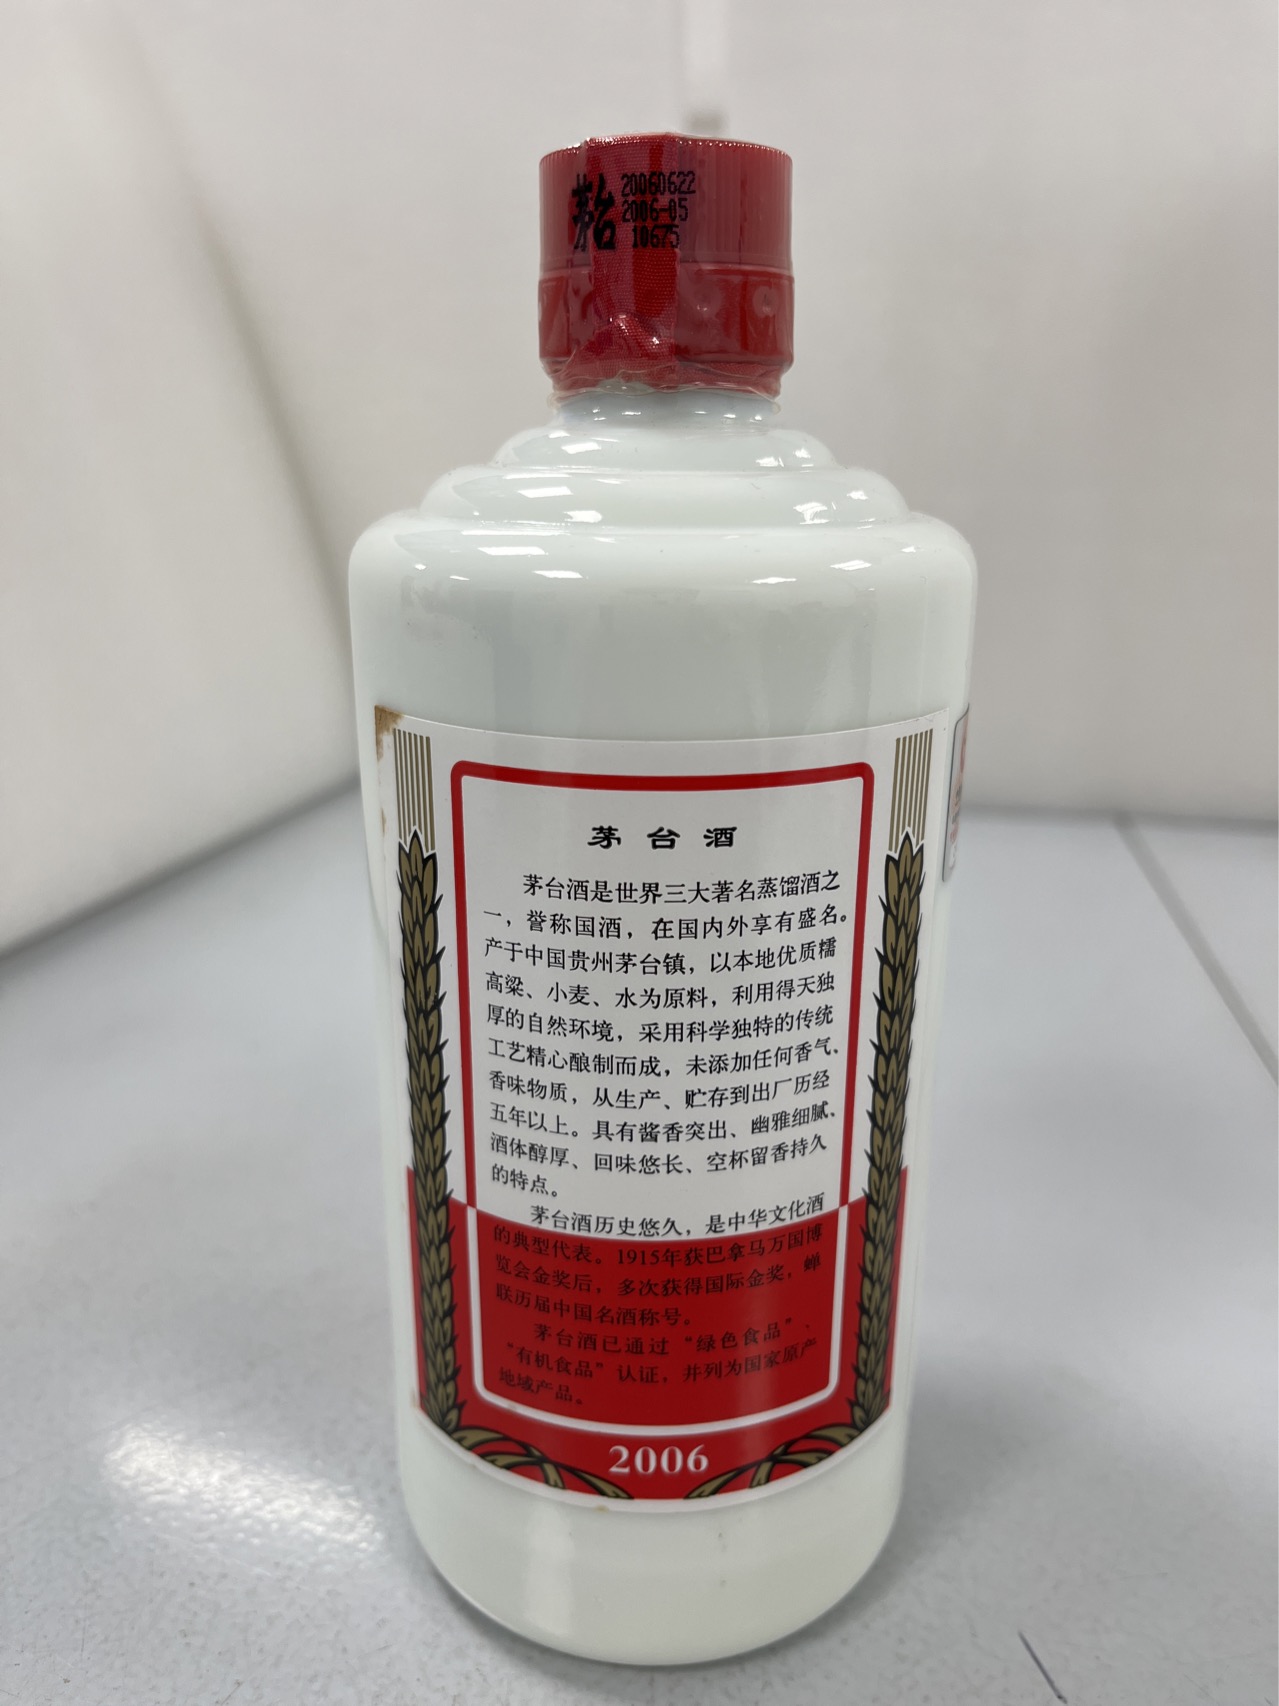 茅台
20060622
2006-05
10675
茅台酒
茅台酒是世界三大著名蒸馏酒之
一，誉称国酒，在国内外享有盛名。
产于中国贵州茅台镇，以本地优质糯
高粱、小麦、水为原料，利用得天独
厚的自然环境，采用科学独特的传统
工艺精心酿制而成，未添加任何香气、
香味物质，从生产、贮存到出厂历经
五年以上。具有酱香突出、幽雅细腻、
酒体醇厚、回味悠长、空杯留香持久
的特点。
茅台酒历史悠久，是中华文化酒
的典型代表。1915年获巴拿马万国博
览会金奖后，多次获得国际金奖，蝉
联历届中国名酒称号。
茅台酒已通过“绿色食品”、
“有机食品”认证，并列为国家原产
地域产品。
2006